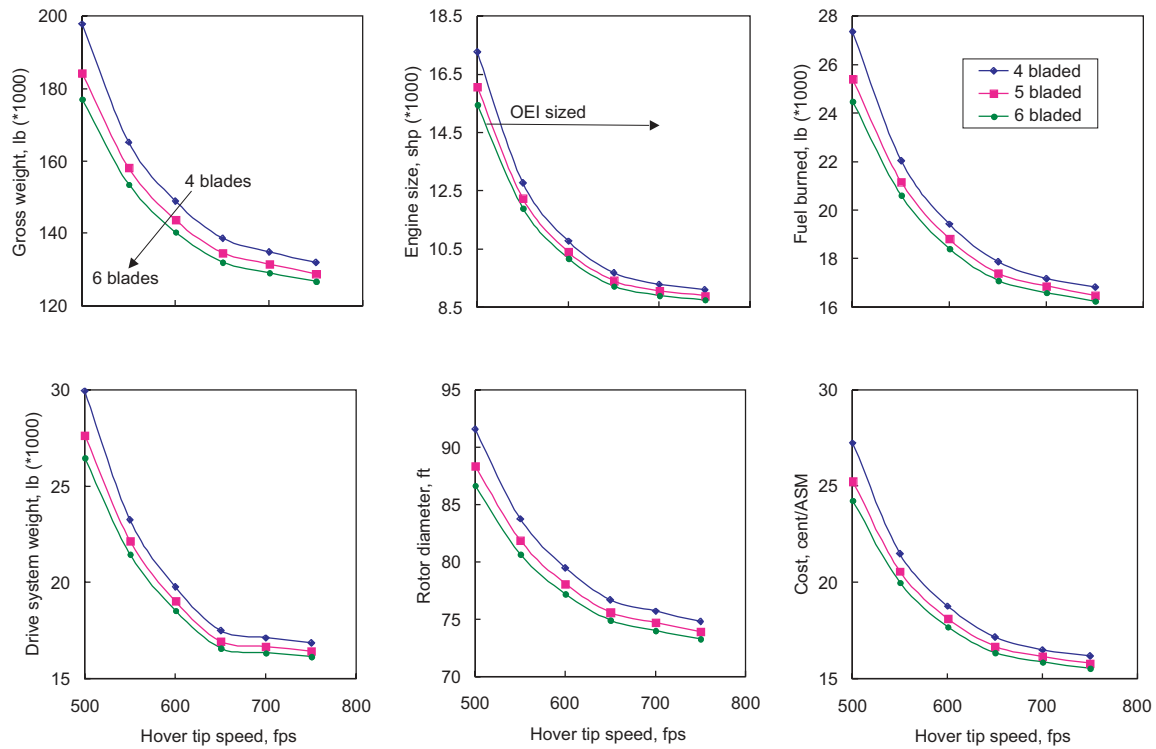 Gross weight, lb (*1000)
200
180
160
140
120
4 blades
6 blades
Engine size, shp (*1000)
18.5
16.5
14.5
12.5
10.5
8.5
OEI sized
Fuel burned, lb (*1000)
28
26
24
22
20
18
16
4 bladed
5 bladed
6 bladed
Drive system weight, lb (*1000)
30
25
20
15
500 600 700 800
Hover tip speed, fps
Rotor diameter, ft
95
90
85
80
75
70
500 600 700 800
Hover tip speed, fps
Cost, cent/ASM
30
25
20
15
500 600 700 800
Hover tip speed, fps